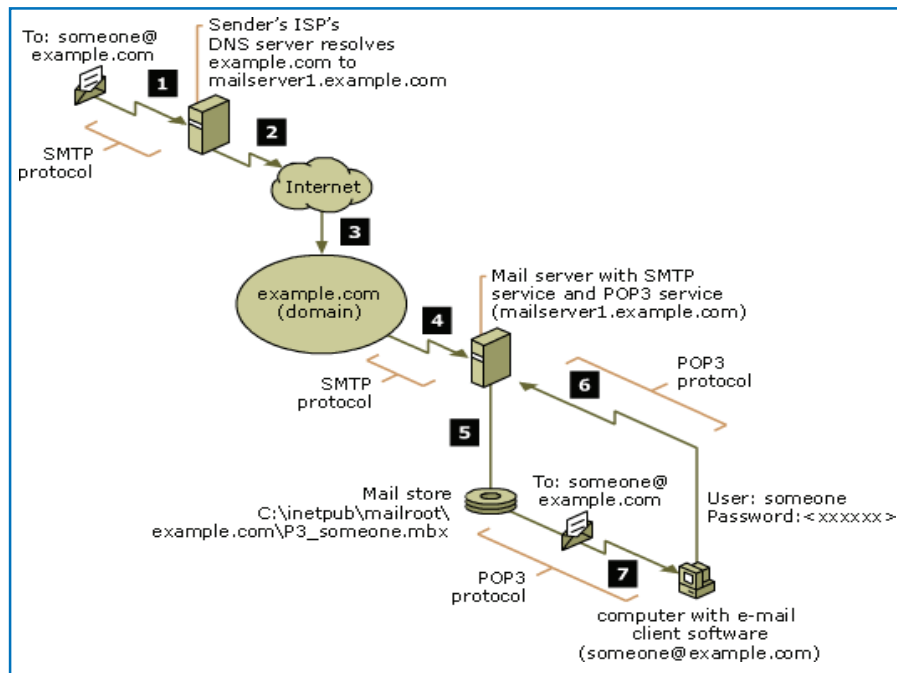 To: someone@
example.com
Sender's ISP's
DNS server resolves
example.com to
mailserver1.example.com
1
SMTP
protocol
2
Internet
3
example.com
(domain)
4
SMTP
protocol
Mail server with SMTP
service and POP3 service
(mailserver1.example.com)
POP3
protocol
6
5
Mail store
C:\inetpub\mailroot\
example.com\P3_someone.mbx
To: someone@
example.com
User: someone
Password:<xxxxxx>
7
POP3
protocol
computer with e-mail
client software
(someone@example.com)